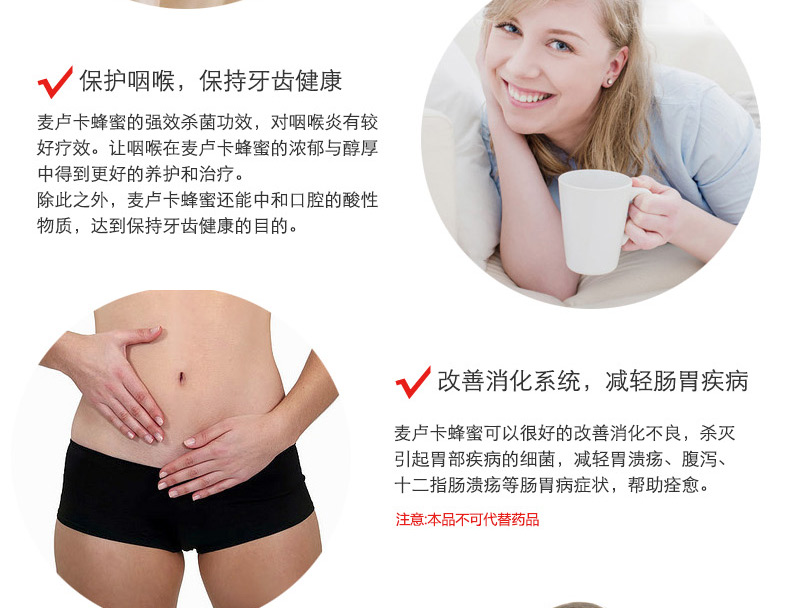 保护咽喉，保持牙齿健康
麦卢卡蜂蜜的强效杀菌功效，对咽喉炎有较
好疗效。让咽喉在麦卢卡蜂蜜的浓郁与醇厚
中得到更好的养护和治疗。
除此之外，麦卢卡蜂蜜还能中和口腔的酸性
物质，达到保持牙齿健康的目的。
改善消化系统，减轻肠胃疾病
麦卢卡蜂蜜可以很好的改善消化不良，杀灭
引起胃部疾病的细菌，减轻胃溃疡、腹泻、
十二指肠溃疡等肠胃病症状，帮助痊愈。
注意:本品不可代替药品